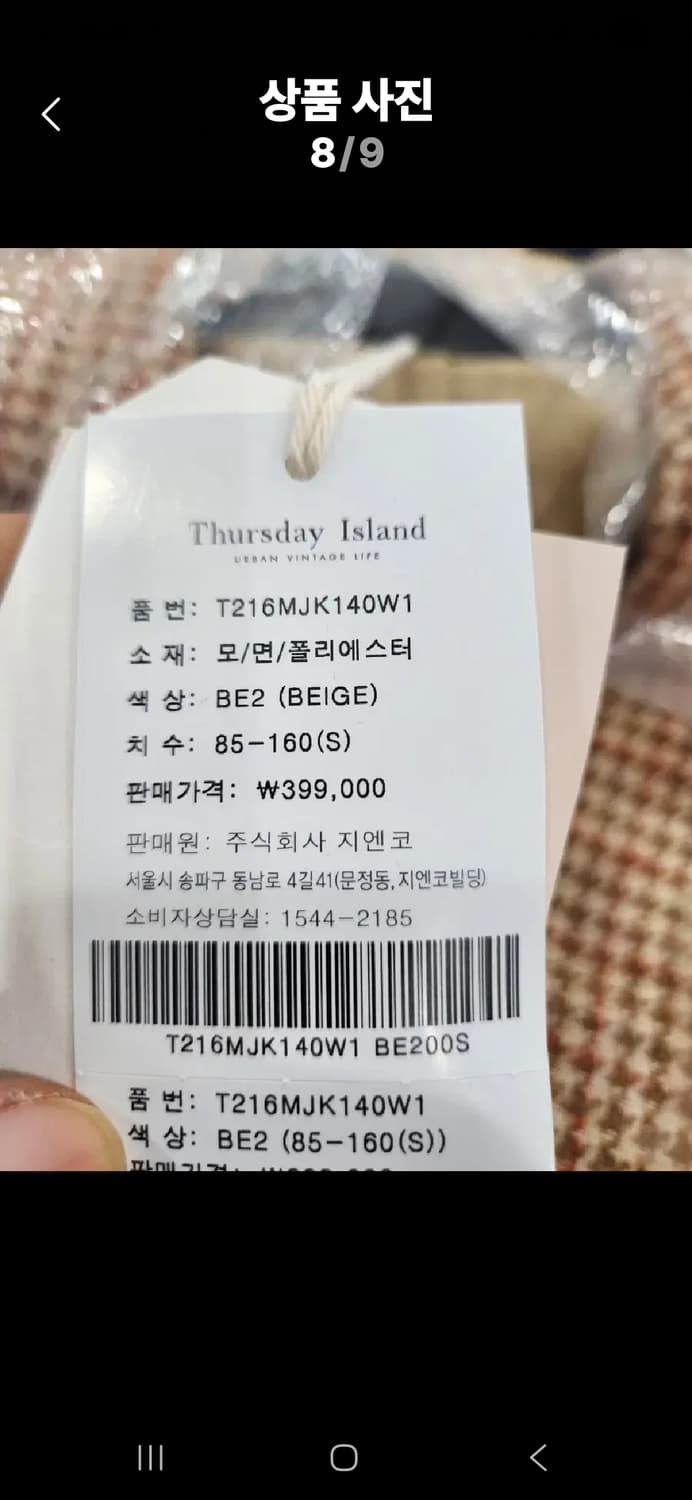 상품 사진
8/9
Thursday Island
URBAN VINTAGE LIFE
품 번: T216MJK140W1
소 재: 모/면/폴리에스터
색 상: BE2 (BEIGE)
치 수: 85-160(S)
판매가격: ₩399,000
판매원: 주식회사 지엔코
서울시 송파구 동남로 4길41(문정동, 지엔코빌딩)
소비자상담실: 1544-2185
T216MJK140W1 BE200S
품 번: T216MJK140W1
색 상: BE2 (85-160(S))